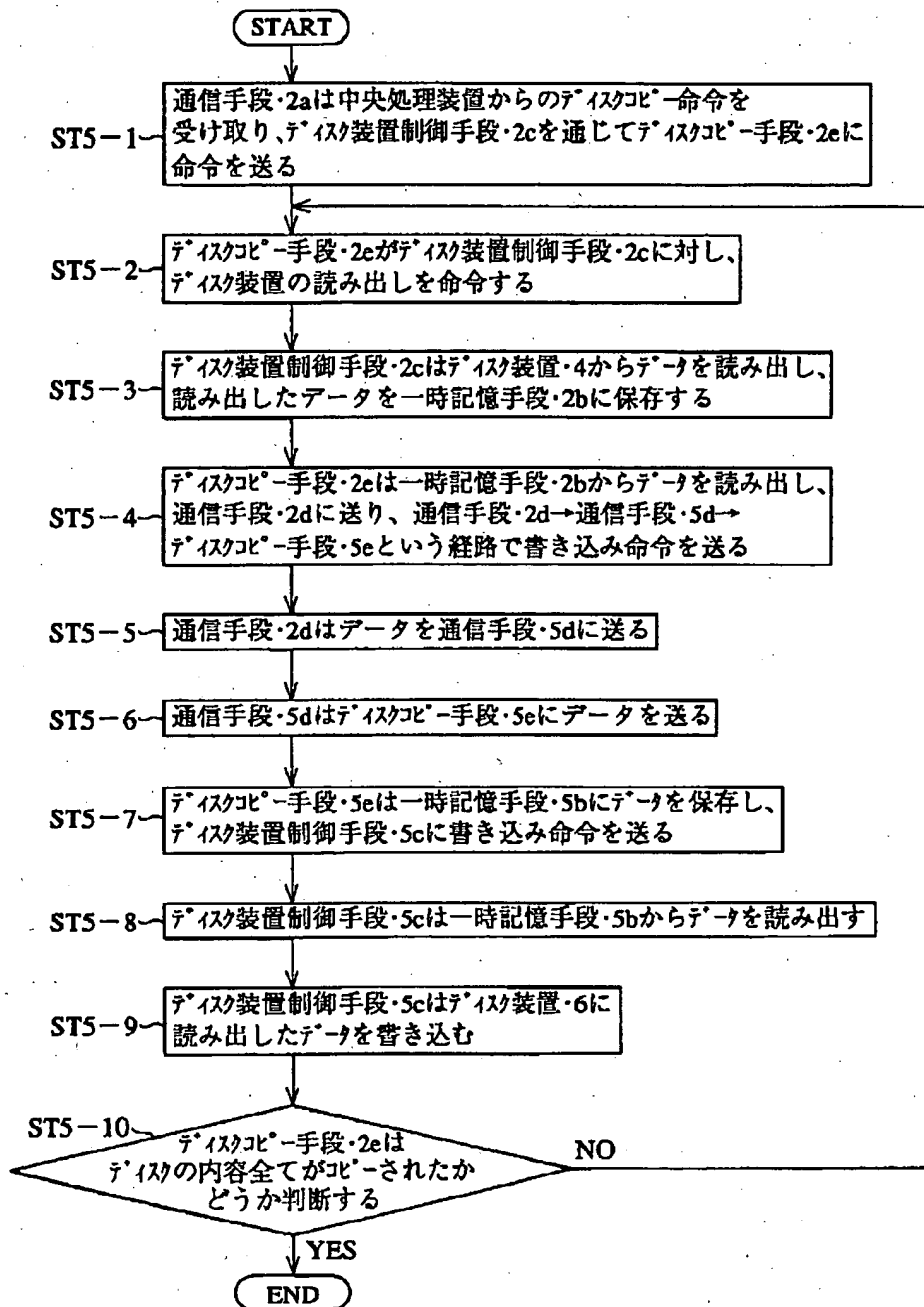 START
ST5-1
通信手段・2aは中央処理装置からのディスクコピー命令を
受け取り、ディスク装置制御手段・2cを通じてディスクコピー手段・2eに
命令を送る
ST5-2
ディスクコピー手段・2eがディスク装置制御手段・2cに対し、
ディスク装置の読み出しを命令する
ST5-3
ディスク装置制御手段・2cはディスク装置・4からデータを読み出し、
読み出したデータを一時記憶手段・2bに保存する
ST5-4
ディスクコピー手段・2eは一時記憶手段・2bからデータを読み出し、
通信手段・2dに送り、通信手段・2d→通信手段・5d→
ディスクコピー手段・5eという経路で書き込み命令を送る
ST5-5
通信手段・2dはデータを通信手段・5dに送る
ST5-6
通信手段・5dはディスクコピー手段・5eにデータを送る
ST5-7
ディスクコピー手段・5eは一時記憶手段・5bにデータを保存し、
ディスク装置制御手段・5cに書き込み命令を送る
ST5-8
ディスク装置制御手段・5cは一時記憶手段・5bからデータを読み出す
ST5-9
ディスク装置制御手段・5cはディスク装置・6に
読み出したデータを書き込む
ST5-10
ディスクコピー手段・2eは
ディスクの内容全てがコピーされたか
どうか判断する
NO
YES
END